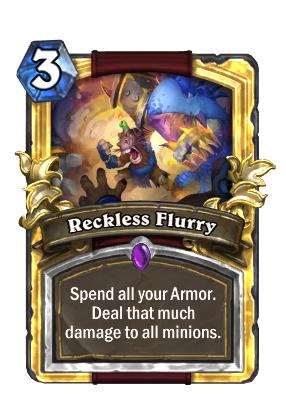 3
Reckless Flurry
Spend all your Armor.
Deal that much
damage to all minions.